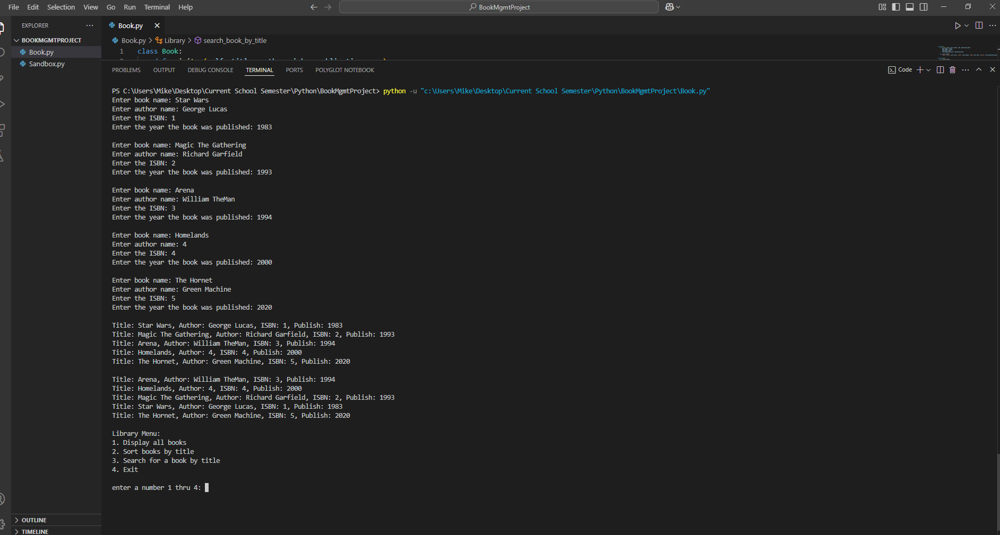 File Edit Selection View Go Run Terminal Help
BookMgmtProject
EXPLORER
BOOKMGMTPROJECT
Book.py
Sandbox.py
OUTLINE
TIMELINE
Book.py
Book.py > Library > search_book_by_title
1 class Book:
PROBLEMS OUTPUT DEBUG CONSOLE TERMINAL PORTS POLYGLOT NOTEBOOK
Code
PS C:\Users\Mike\Desktop\Current School Semester\Python\BookMgmtProject> python -u "c:\Users\Mike\Desktop\Current School Semester\Python\BookMgmtProject\Book.py"
Enter book name: Star Wars
Enter author name: George Lucas
Enter the ISBN: 1
Enter the year the book was published: 1983
Enter book name: Magic The Gathering
Enter author name: Richard Garfield
Enter the ISBN: 2
Enter the year the book was published: 1993
Enter book name: Arena
Enter author name: William TheMan
Enter the ISBN: 3
Enter the year the book was published: 1994
Enter book name: Homelands
Enter author name: 4
Enter the ISBN: 4
Enter the year the book was published: 2000
Enter book name: The Hornet
Enter author name: Green Machine
Enter the ISBN: 5
Enter the year the book was published: 2020
Title: Star Wars, Author: George Lucas, ISBN: 1, Publish: 1983
Title: Magic The Gathering, Author: Richard Garfield, ISBN: 2, Publish: 1993
Title: Arena, Author: William TheMan, ISBN: 3, Publish: 1994
Title: Homelands, Author: 4, ISBN: 4, Publish: 2000
Title: The Hornet, Author: Green Machine, ISBN: 5, Publish: 2020
Title: Arena, Author: William TheMan, ISBN: 3, Publish: 1994
Title: Homelands, Author: 4, ISBN: 4, Publish: 2000
Title: Magic The Gathering, Author: Richard Garfield, ISBN: 2, Publish: 1993
Title: Star Wars, Author: George Lucas, ISBN: 1, Publish: 1983
Title: The Hornet, Author: Green Machine, ISBN: 5, Publish: 2020
Library Menu:
1. Display all books
2. Sort books by title
3. Search for a book by title
4. Exit
enter a number 1 thru 4: